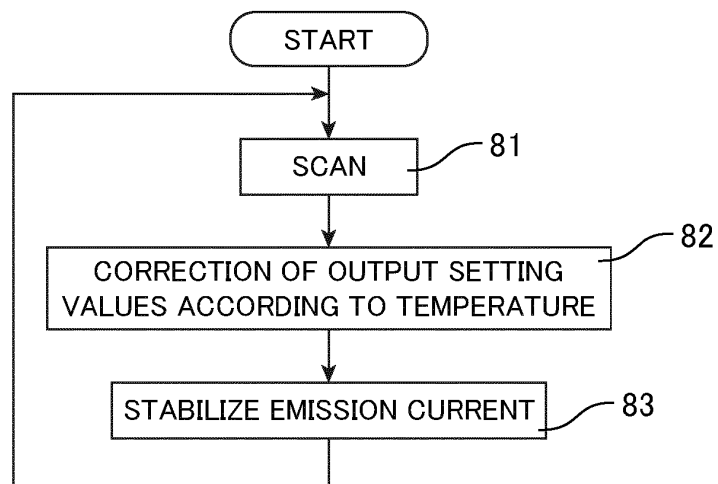 START
SCAN
81
CORRECTION OF OUTPUT SETTING
VALUES ACCORDING TO TEMPERATURE
82
STABILIZE EMISSION CURRENT
83